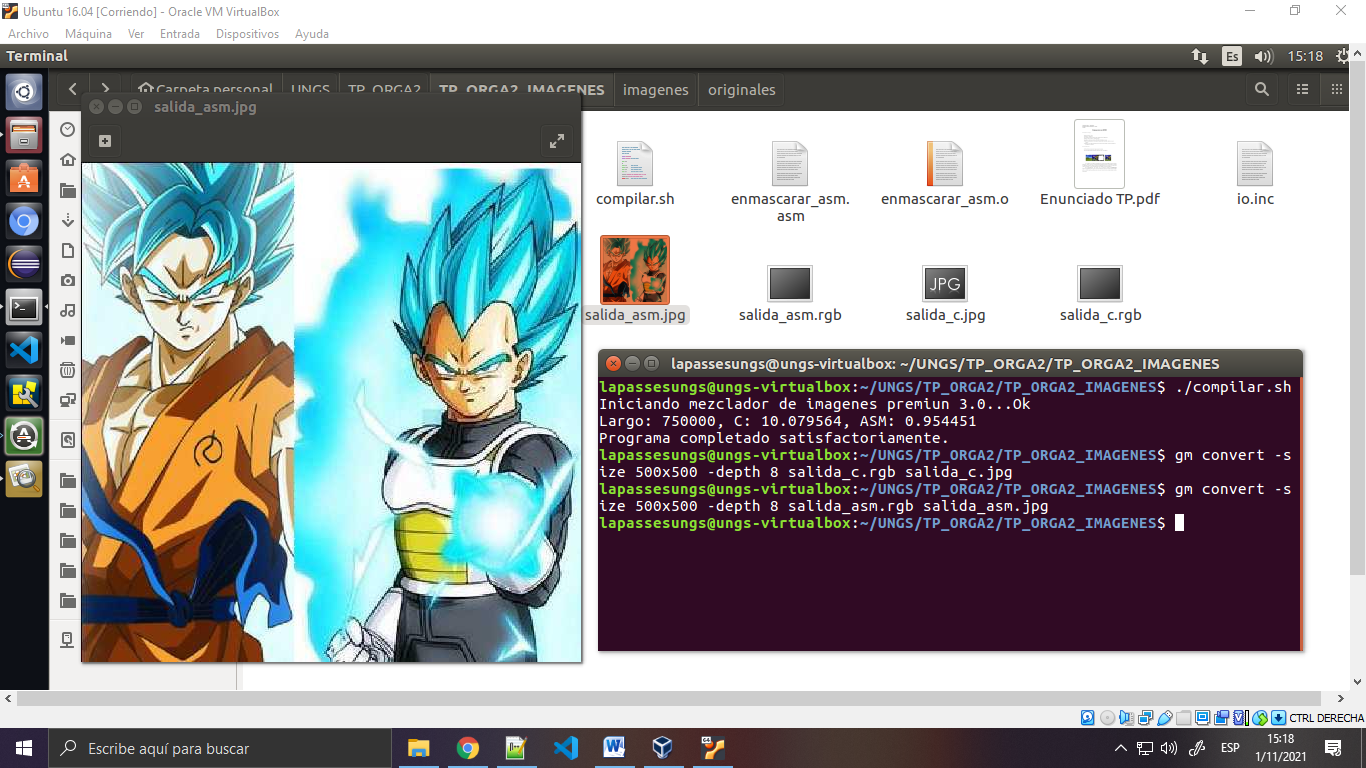 Ubuntu 16.04 [Corriendo] - Oracle VM VirtualBox
Archivo Máquina Ver Entrada Dispositivos Ayuda
Terminal Es 15:18
Carpeta personal UNGS TP_ORGA2 TP_ORGA2_IMAGENES imagenes originales
salida_asm.jpg
compilar.sh
enmascarar_asm.
asm
enmascarar_asm.o
Enunciado TP.pdf
io.inc
JPG
salida_asm.jpg
salida_asm.rgb
salida_c.jpg
salida_c.rgb
lapassesungs@ungs-virtualbox: ~/UNGS/TP_ORGA2/TP_ORGA2_IMAGENES
lapassesungs@ungs-virtualbox:~/UNGS/TP_ORGA2/TP_ORGA2_IMAGENES$ ./compilar.sh
Iniciando mezclador de imagenes premiun 3.0...Ok
Largo: 750000, C: 10.079564, ASM: 0.954451
Programa completado satisfactoriamente.
lapassesungs@ungs-virtualbox:~/UNGS/TP_ORGA2/TP_ORGA2_IMAGENES$ gm convert -s
ize 500x500 -depth 8 salida_c.rgb salida_c.jpg
lapassesungs@ungs-virtualbox:~/UNGS/TP_ORGA2/TP_ORGA2_IMAGENES$ gm convert -s
ize 500x500 -depth 8 salida_asm.rgb salida_asm.jpg
lapassesungs@ungs-virtualbox:~/UNGS/TP_ORGA2/TP_ORGA2_IMAGENES$
CTRL DERECHA
Escribe aquí para buscar
ESP
15:18
1/11/2021